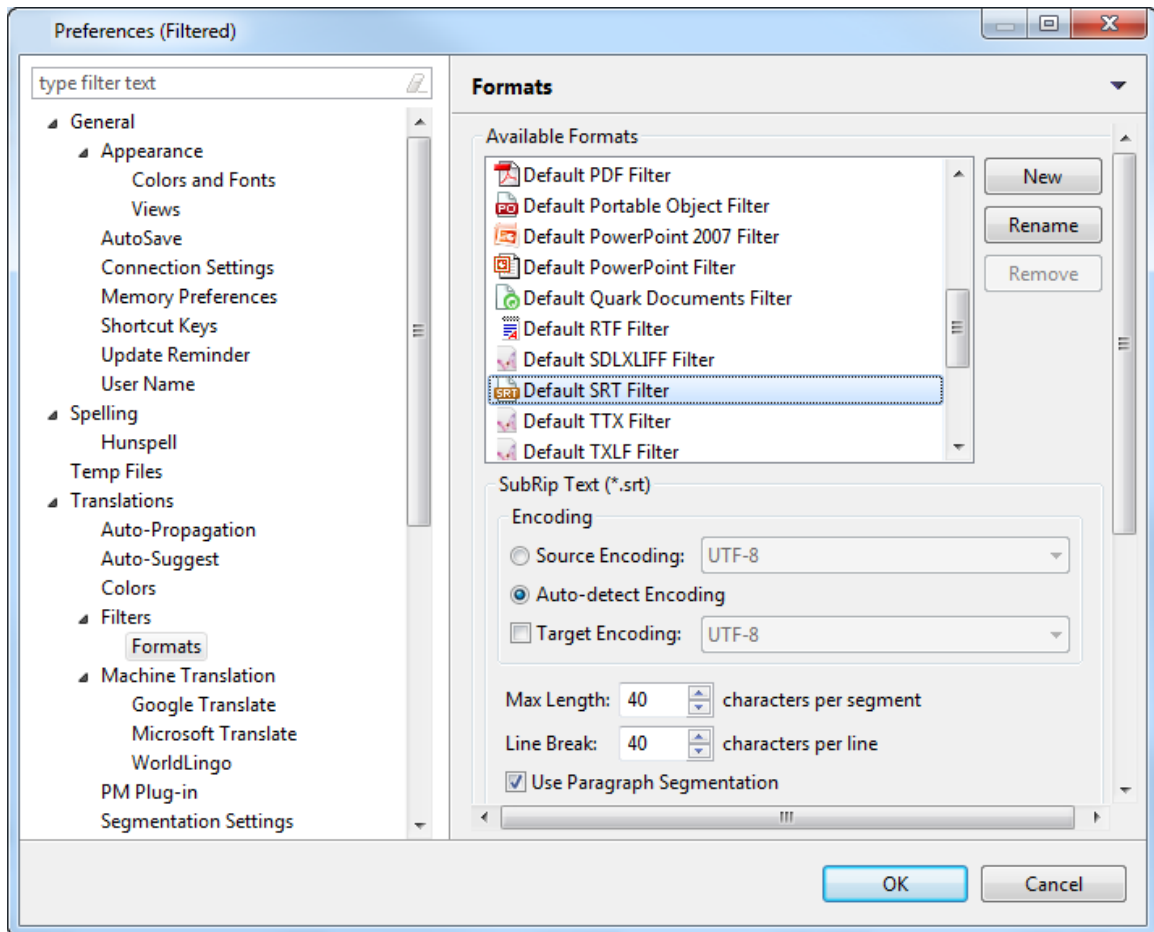 Preferences (Filtered)
type filter text
General
Appearance
Colors and Fonts
Views
AutoSave
Connection Settings
Memory Preferences
Shortcut Keys
Update Reminder
User Name
Spelling
Hunspell
Temp Files
Translations
Auto-Propagation
Auto-Suggest
Colors
Filters
Formats
Machine Translation
Google Translate
Microsoft Translate
WorldLingo
PM Plug-in
Segmentation Settings
Formats
Available Formats
Default PDF Filter
PO Default Portable Object Filter
Default PowerPoint 2007 Filter
Default PowerPoint Filter
Default Quark Documents Filter
Default RTF Filter
Default SDLXLIFF Filter
SRT Default SRT Filter
Default TTX Filter
Default TXLF Filter
New
Rename
Remove
SubRip Text (*.srt)
Encoding
Source Encoding: UTF-8
Auto-detect Encoding
Target Encoding: UTF-8
Max Length: 40 characters per segment
Line Break: 40 characters per line
Use Paragraph Segmentation
OK
Cancel